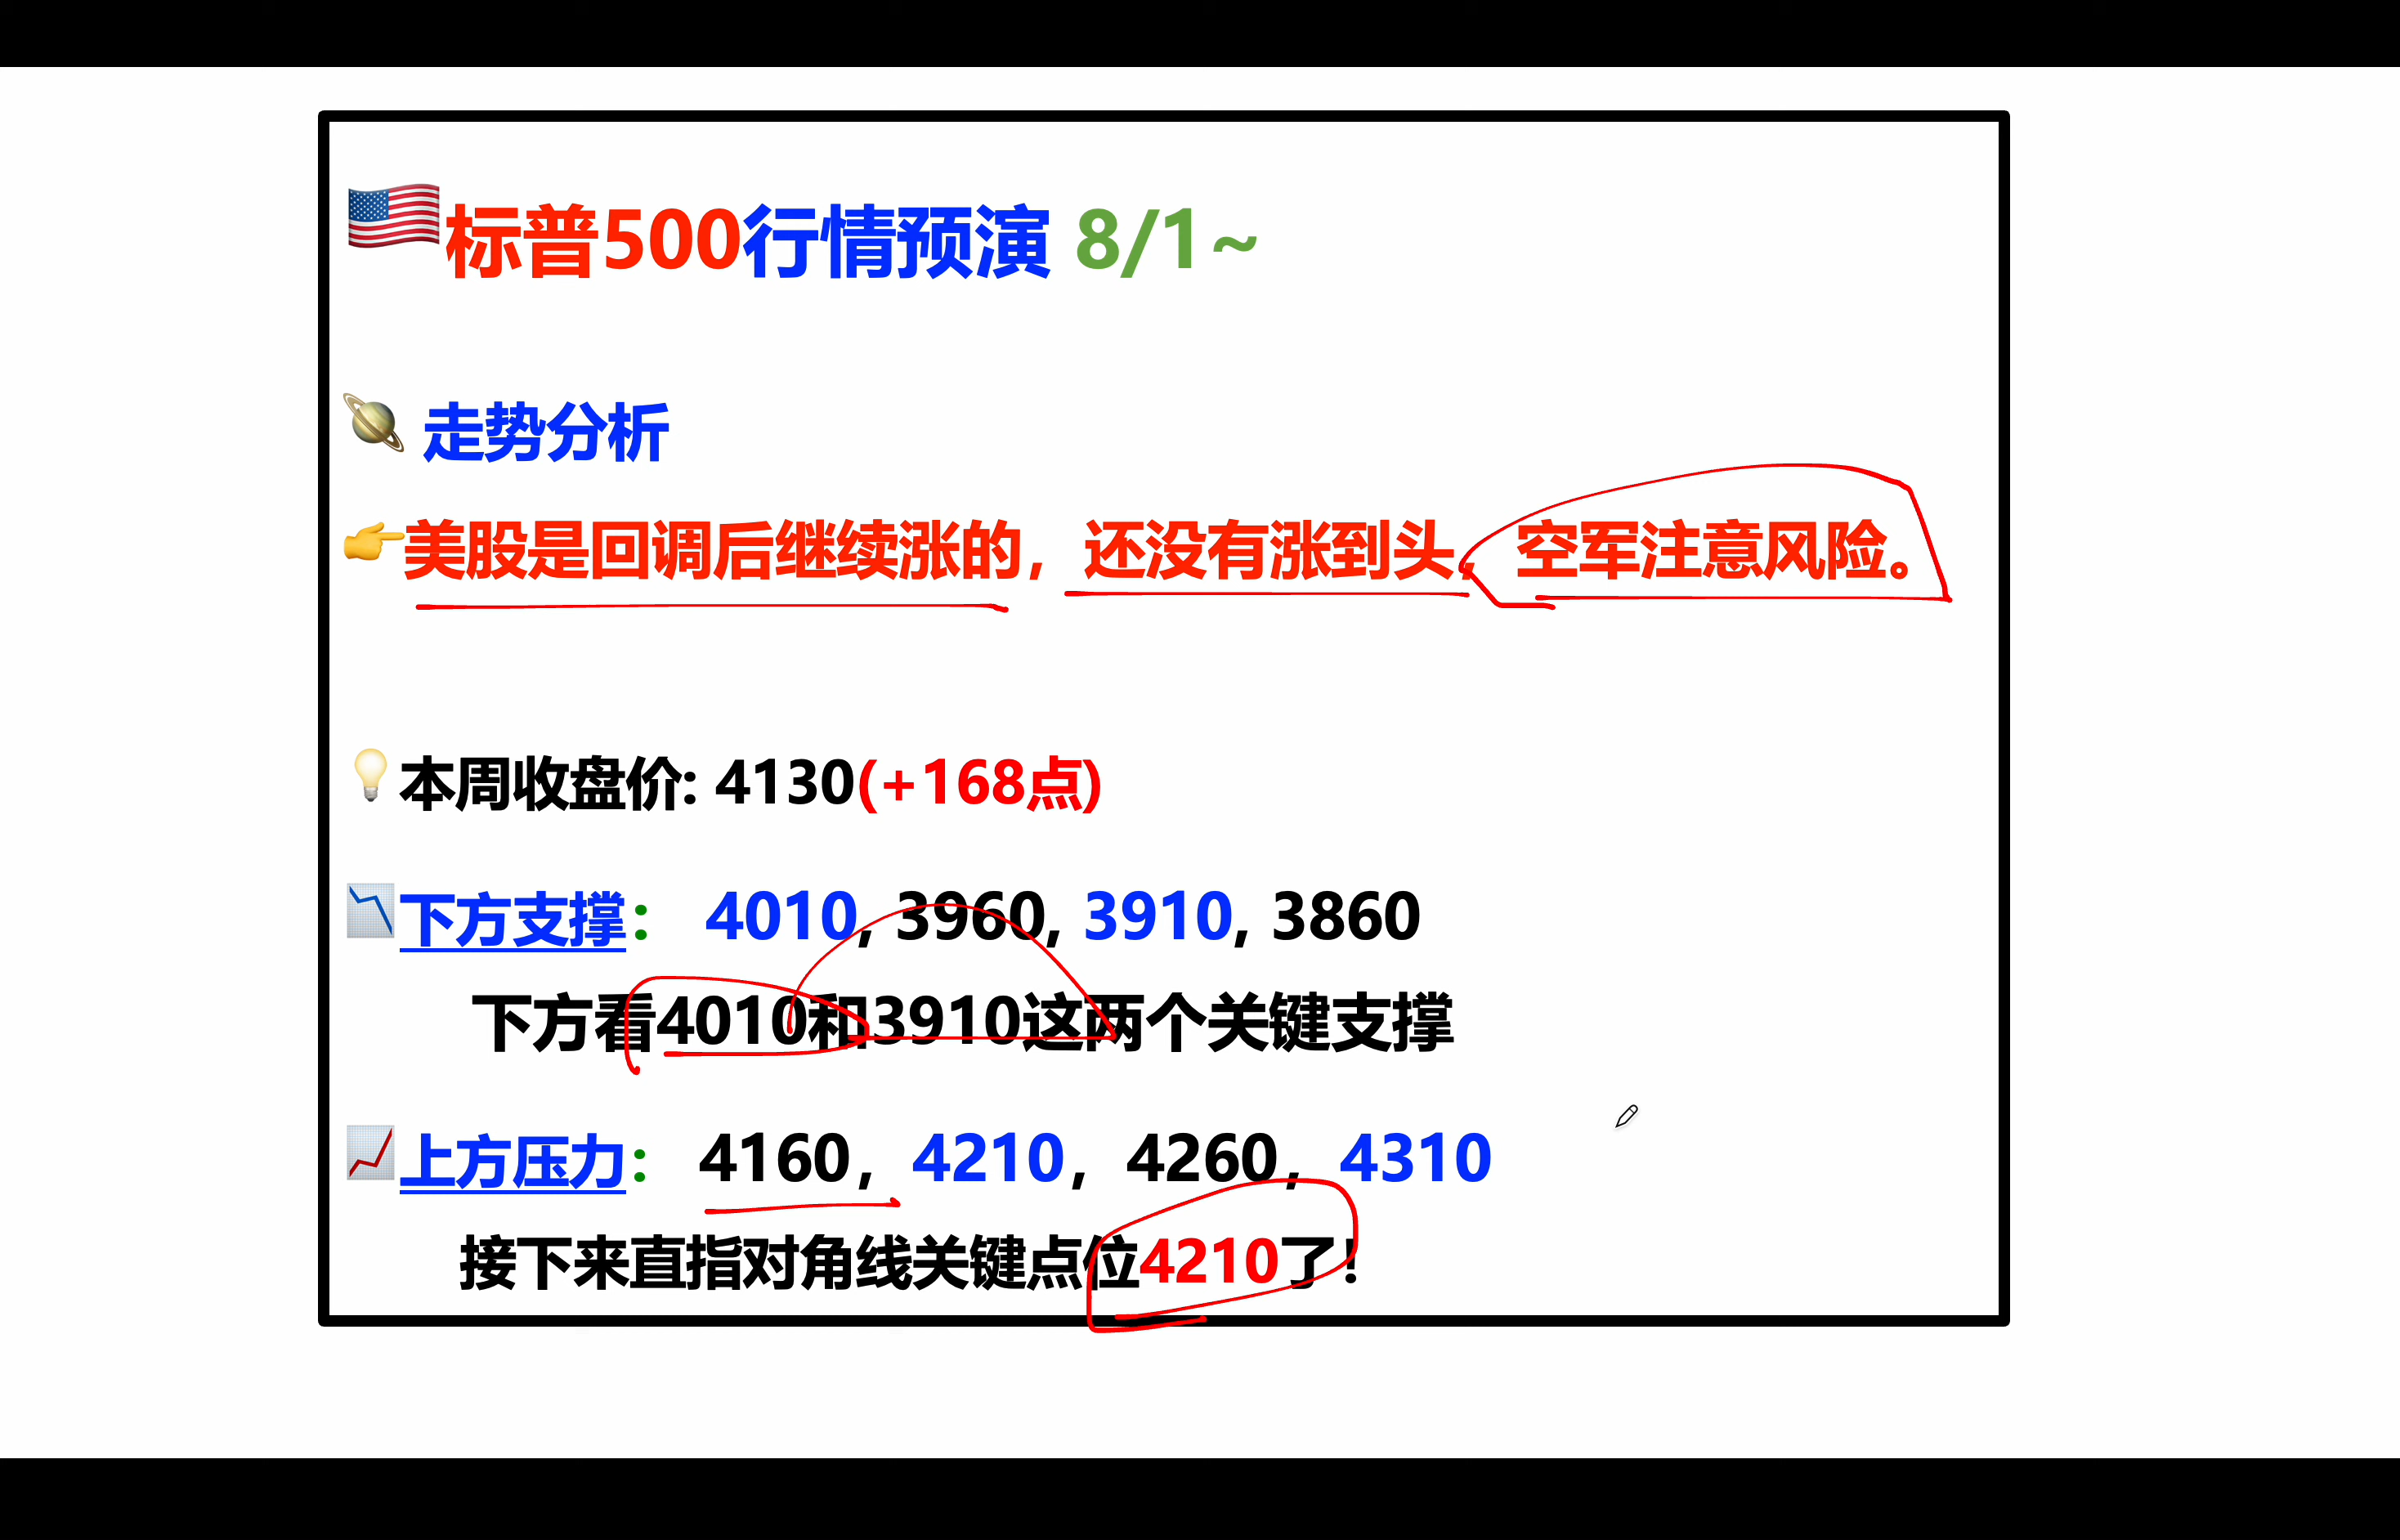 🇺🇸标普500行情预演 8/1~
🪐 走势分析
👉美股是回调后继续涨的，还没有涨到头，空军注意风险。
💡本周收盘价: 4130(+168点)
📉下方支撑： 4010, 3960, 3910, 3860
下方看4010和3910这两个关键支撑
📈上方压力： 4160，4210，4260，4310
接下来直指对角线关键点位4210了！